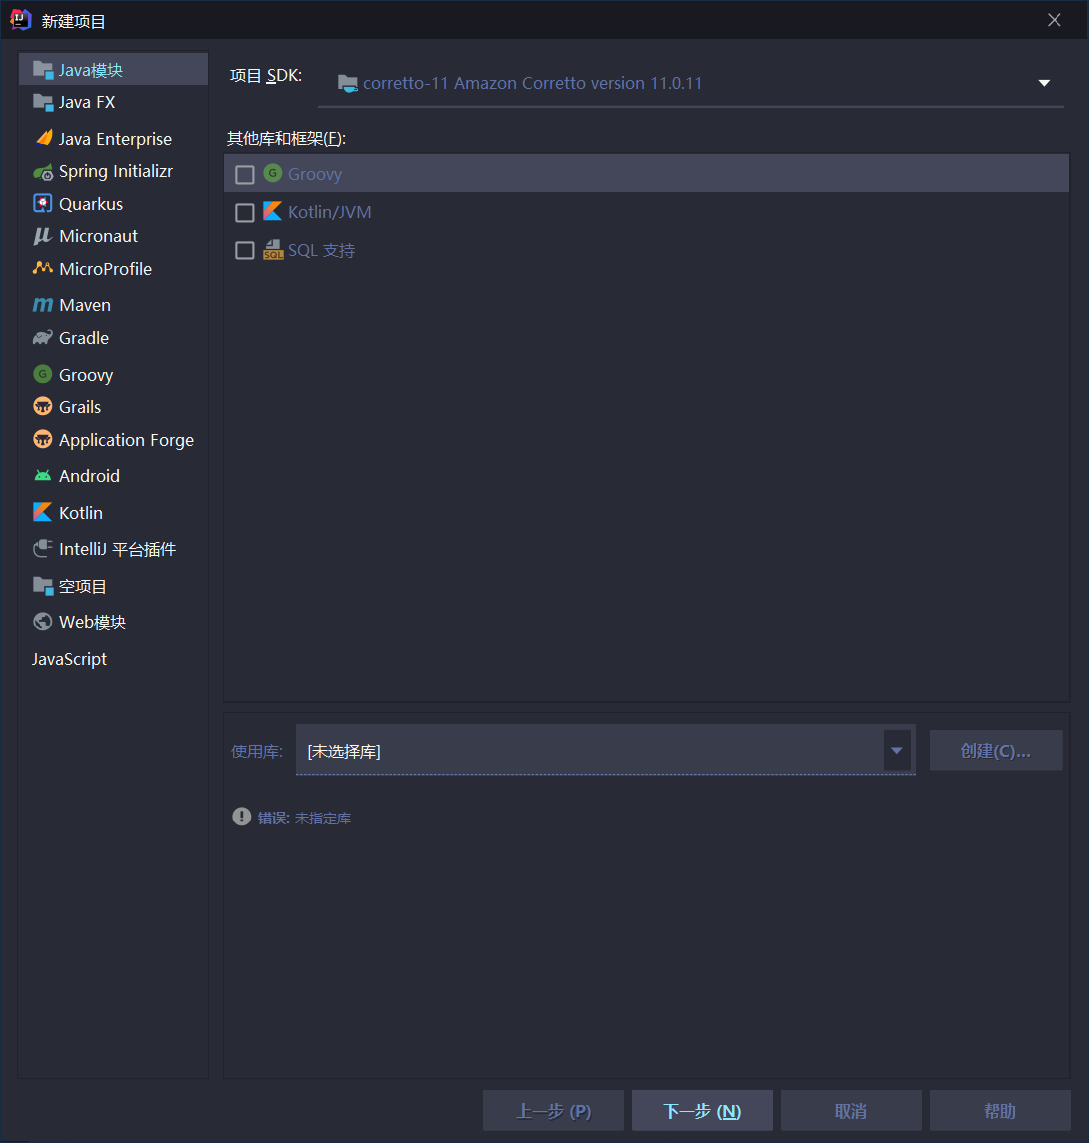 新建项目
Java模块
Java FX
Java Enterprise
Spring Initializr
Quarkus
Micronaut
MicroProfile
Maven
Gradle
Groovy
Grails
Application Forge
Android
Kotlin
IntelliJ 平台插件
空项目
Web模块
JavaScript
项目 SDK: corretto-11 Amazon Corretto version 11.0.11
其他库和框架(F):
Groovy
Kotlin/JVM
SQL 支持
使用库: [未选择库] 创建(C)...
错误: 未指定库
上一步 (P) 下一步 (N) 取消 帮助